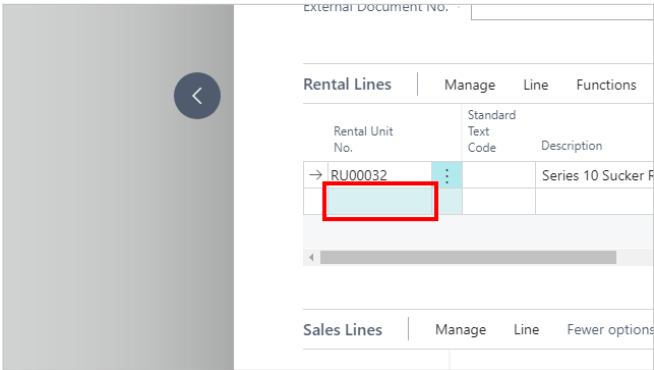 External Document No.
Rental Lines Manage Line Functions
Rental Unit No. Standard Text Code Description
RU00032 Series 10 Sucker
Sales Lines Manage Line Fewer options